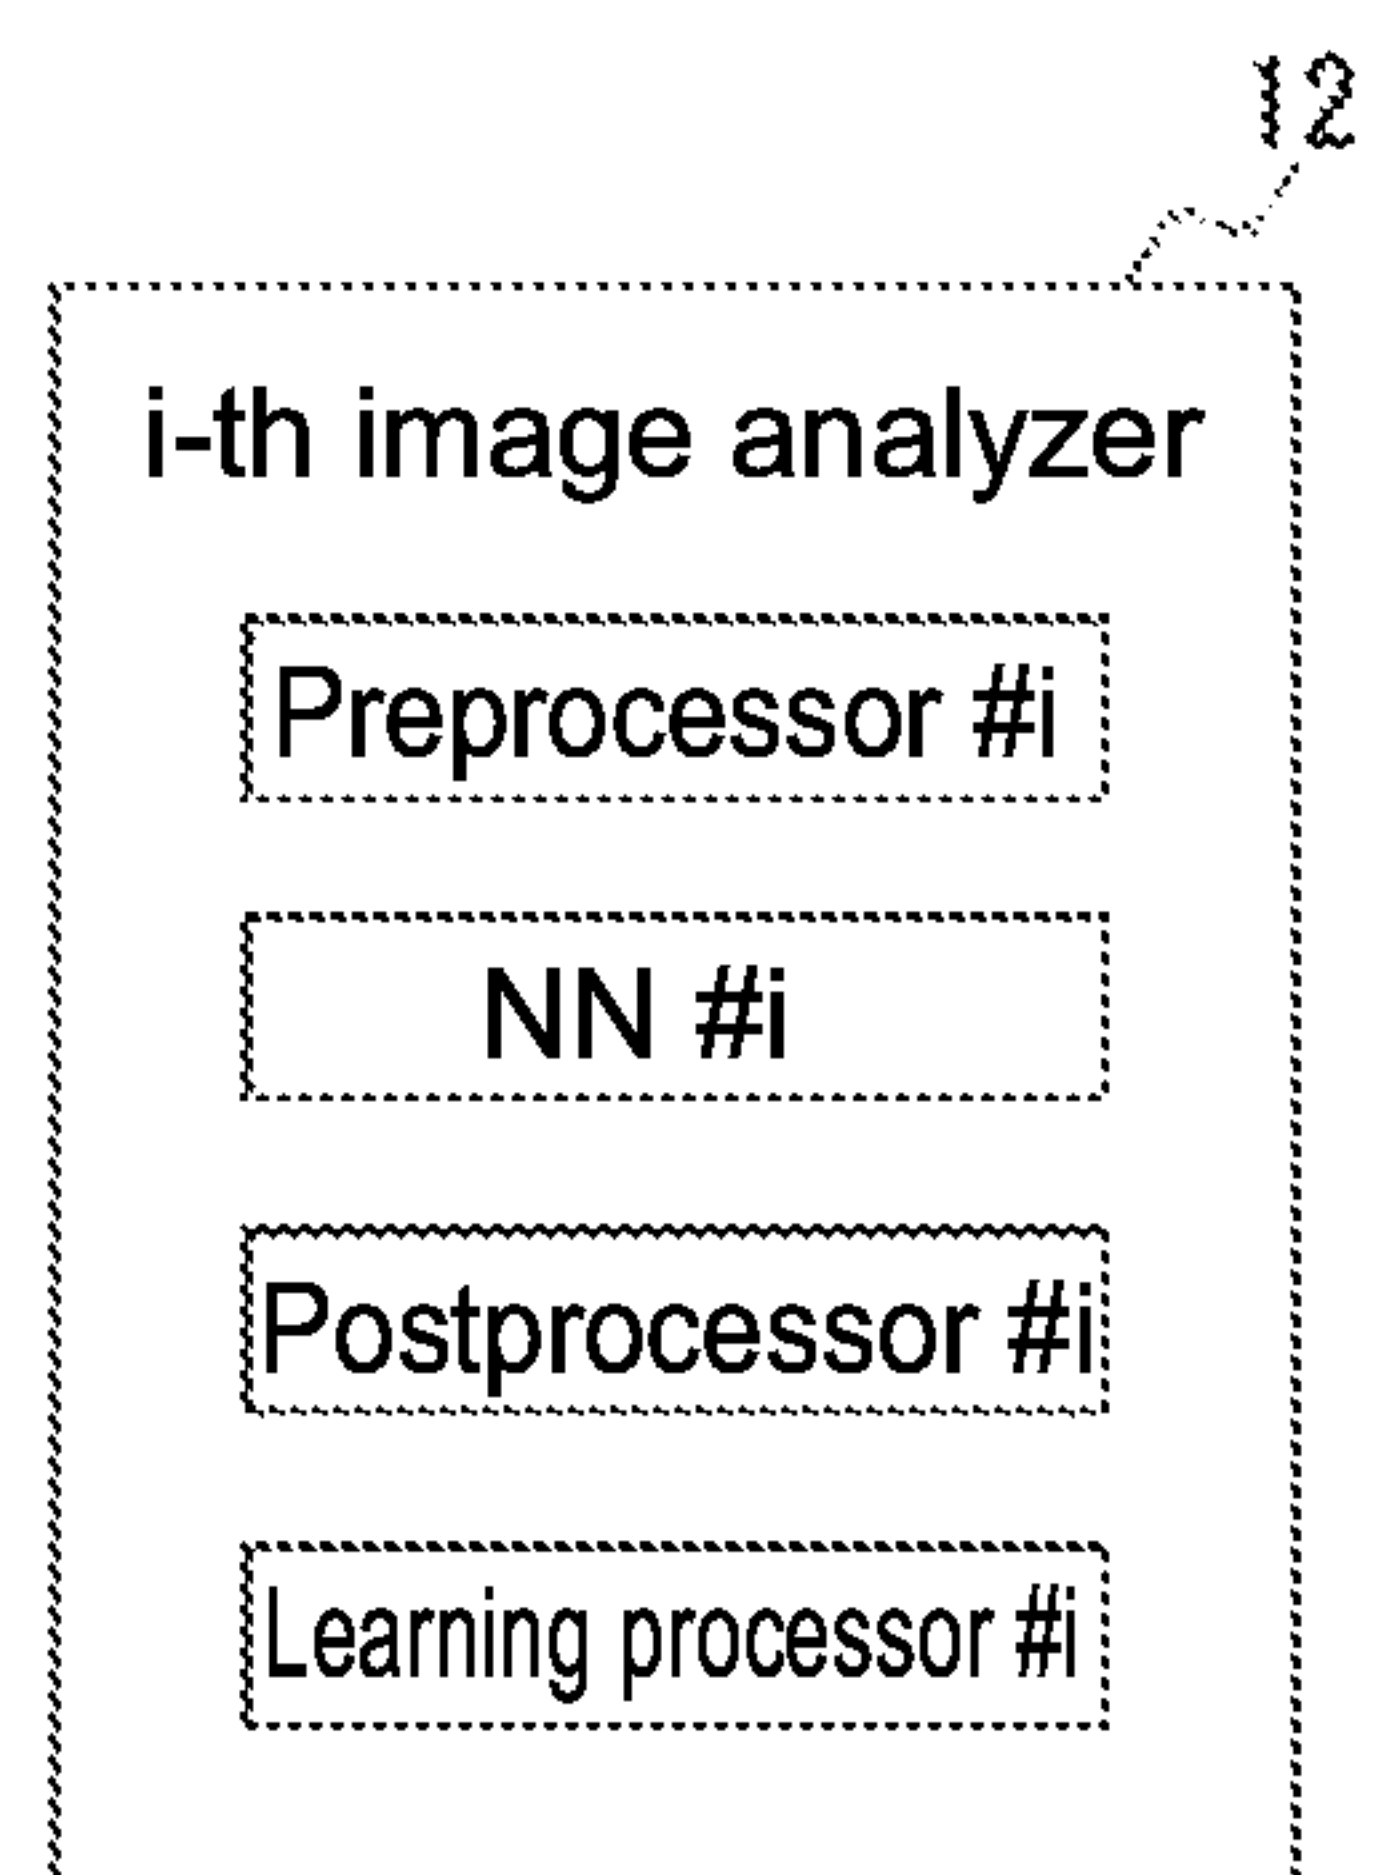 12
i-th image analyzer
Preprocessor #i
NN #i
Postprocessor #i
Learning processor #i